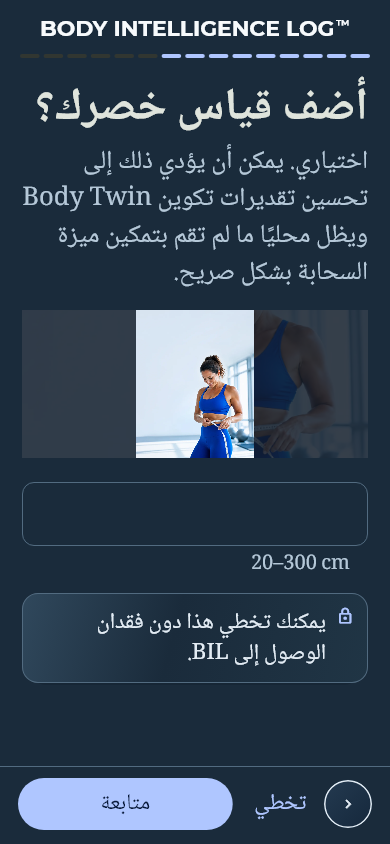 BODY INTELLIGENCE LOG™
أضف قياس خصرك؟
اختياري. يمكن أن يؤدي ذلك إلى
تحسين تقديرات تكوين Body Twin
ويظل محليًا ما لم تقم بتمكين ميزة
السحابة بشكل صريح.
20–300 cm
يمكنك تخطي هذا دون فقدان
الوصول إلى BIL.
تخطي
متابعة